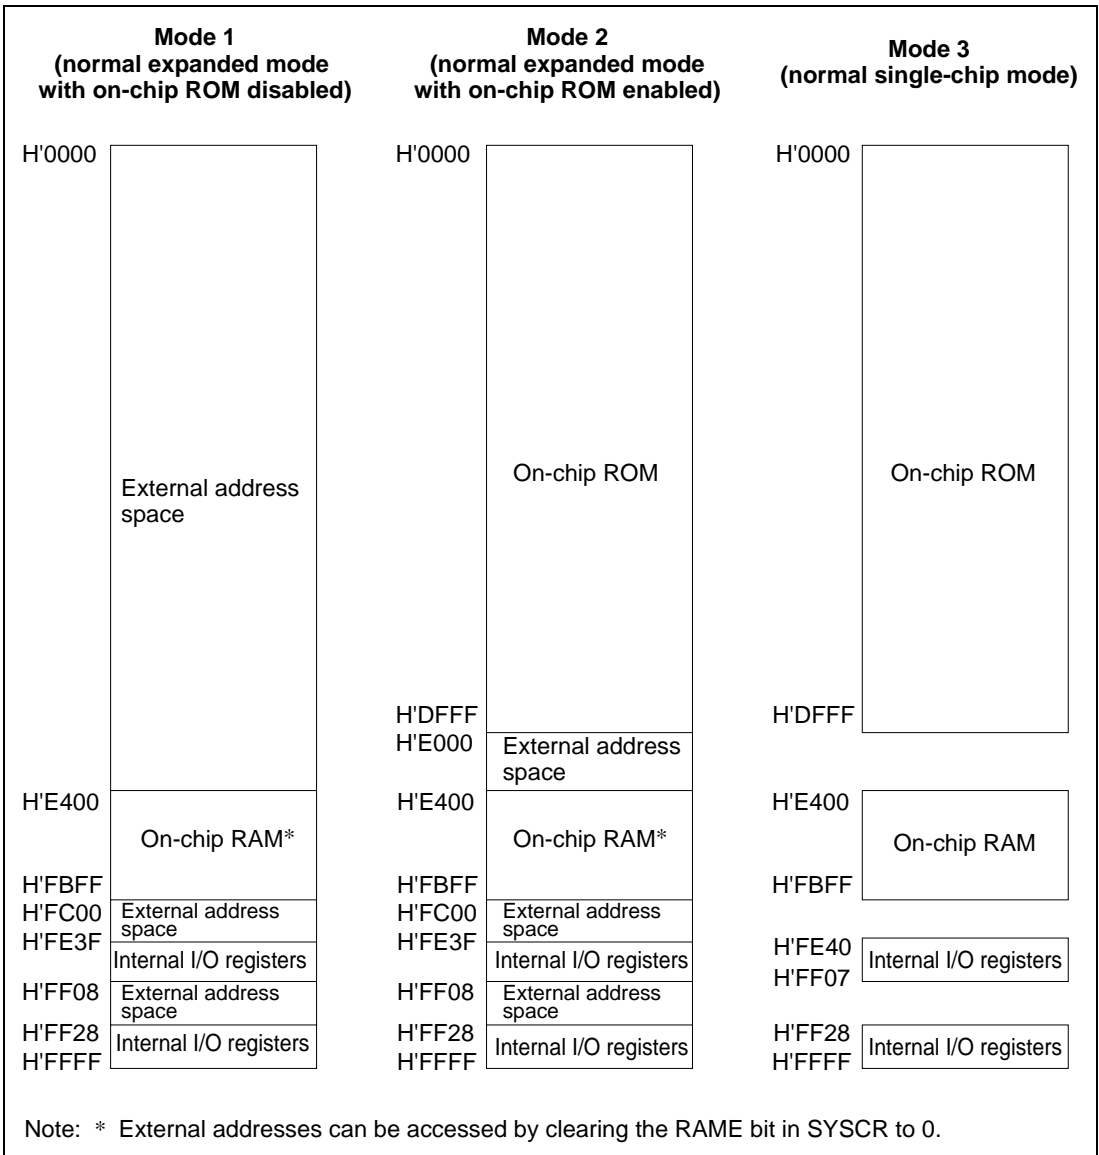 Mode 1
(normal expanded mode
with on-chip ROM disabled)
H'0000
External address
space
H'E400
On-chip RAM*
H'FBFF
H'FC00
External address
space
H'FE3F
Internal I/O registers
H'FF08
External address
space
H'FF28
Internal I/O registers
H'FFFF
Mode 2
(normal expanded mode
with on-chip ROM enabled)
H'0000
On-chip ROM
H'DFFF
H'E000
External address
space
H'E400
On-chip RAM*
H'FBFF
H'FC00
External address
space
H'FE3F
Internal I/O registers
H'FF08
External address
space
H'FF28
Internal I/O registers
H'FFFF
Mode 3
(normal single-chip mode)
H'0000
On-chip ROM
H'DFFF
H'E400
On-chip RAM
H'FBFF
H'FE40
Internal I/O registers
H'FF07
H'FF28
Internal I/O registers
H'FFFF
Note: * External addresses can be accessed by clearing the RAME bit in SYSCR to 0.